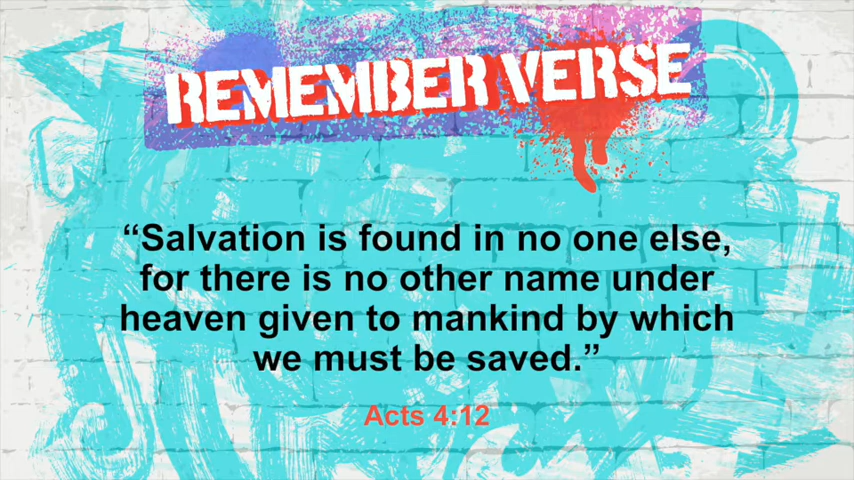 REMEMBER VERSE
“Salvation is found in no one else,
for there is no other name under
heaven given to mankind by which
we must be saved.”
Acts 4:12